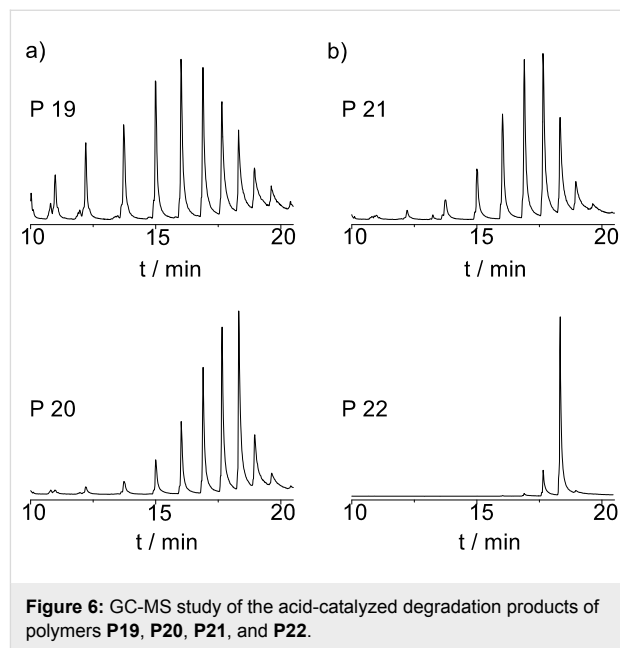 a)
P 19
10 15 20
t / min
b)
P 21
10 15 20
t / min
P 20
10 15 20
t / min
P 22
10 15 20
t / min
Figure 6: GC-MS study of the acid-catalyzed degradation products of
polymers P19, P20, P21, and P22.